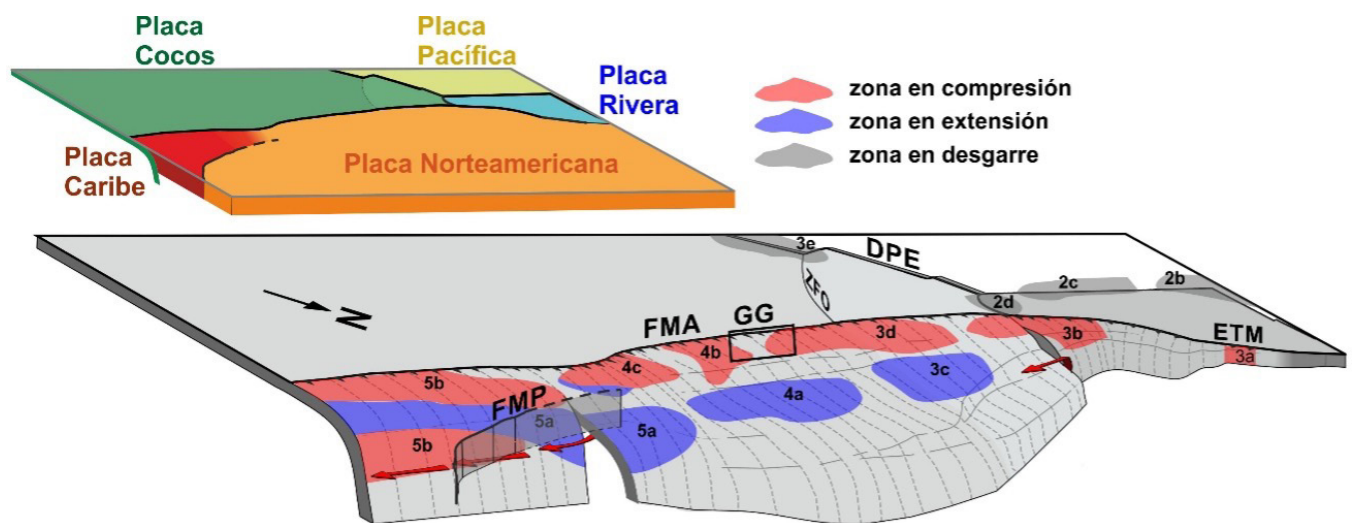 Placa
Cocos
Placa
Pacífica
Placa
Rivera
Placa
Caribe
Placa Norteamericana
zona en compresión
zona en extensión
zona en desgarre
N
3e
DPE
ZFO
2d
2c
2b
ETM
3a
3b
FMA
GG
3d
4b
4c
5b
3c
4a
FMP
5a
5a
5b